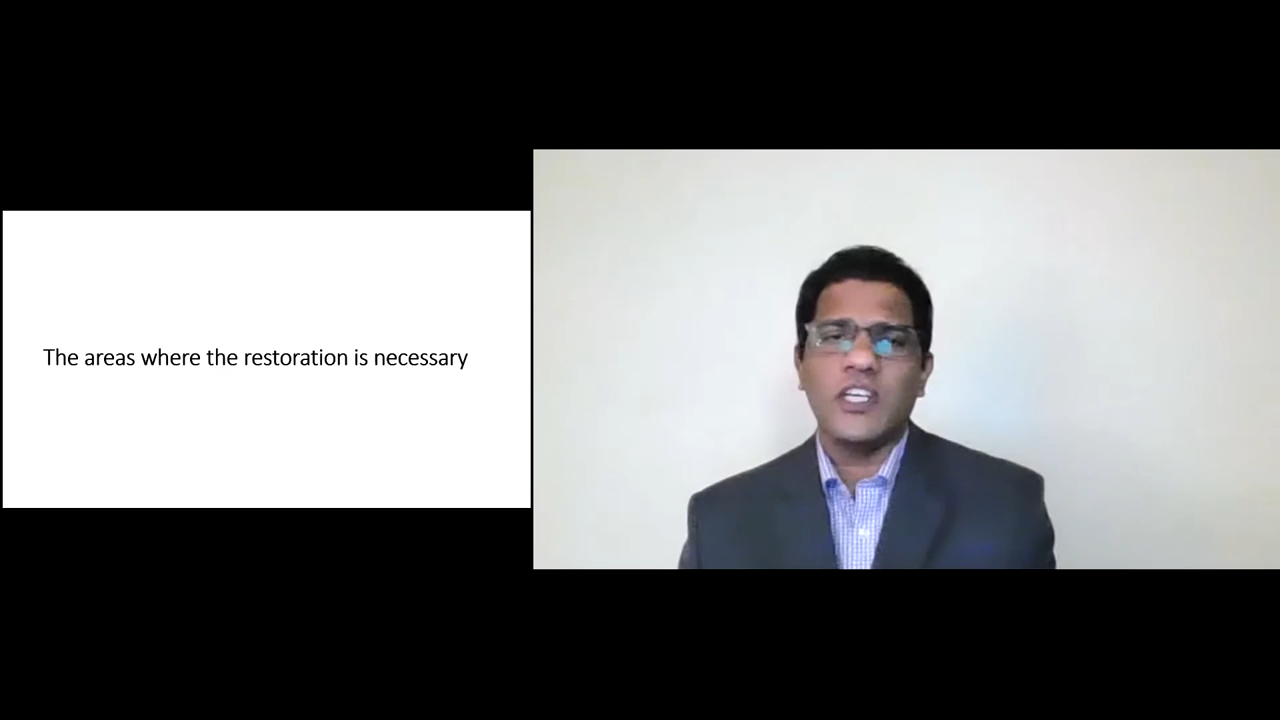 The areas where the restoration is necessary